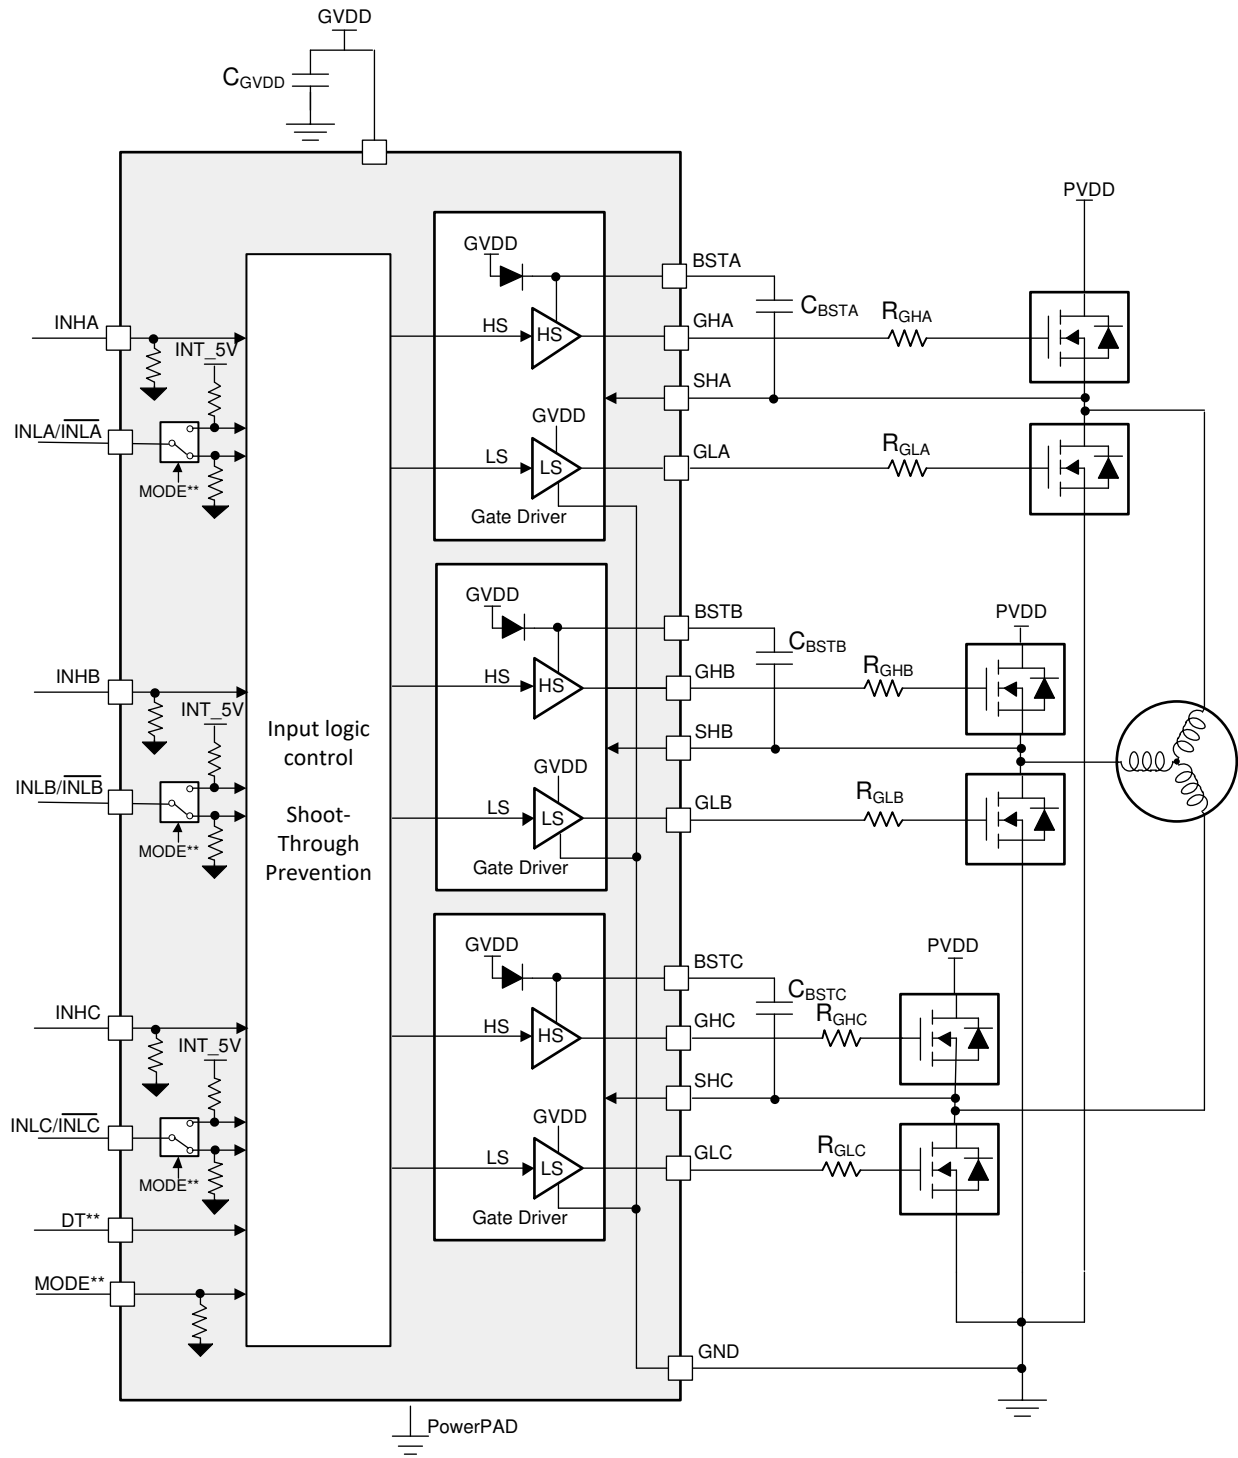 GVDD
CGVDD
PVDD
GVDD
BSTA
CBSTA
INHA
HS
HS
GHA
RGHA
INT_5V
SHA
INLA/INLA
GVDD
LS
LS
GLA
RGLA
MODE**
Gate Driver
GVDD
BSTB
PVDD
CBSTB
INHB
HS
HS
GHB
RGHB
INT_5V
Input logic
control
SHB
INLB/INLB
GVDD
LS
LS
GLB
RGLB
Shoot-
Through
Prevention
MODE**
Gate Driver
GVDD
BSTC
PVDD
CBSTC
INHC
HS
HS
GHC
RGHC
INT_5V
SHC
INLC/INLC
GVDD
LS
LS
GLC
RGLC
MODE**
Gate Driver
DT**
MODE**
GND
PowerPAD